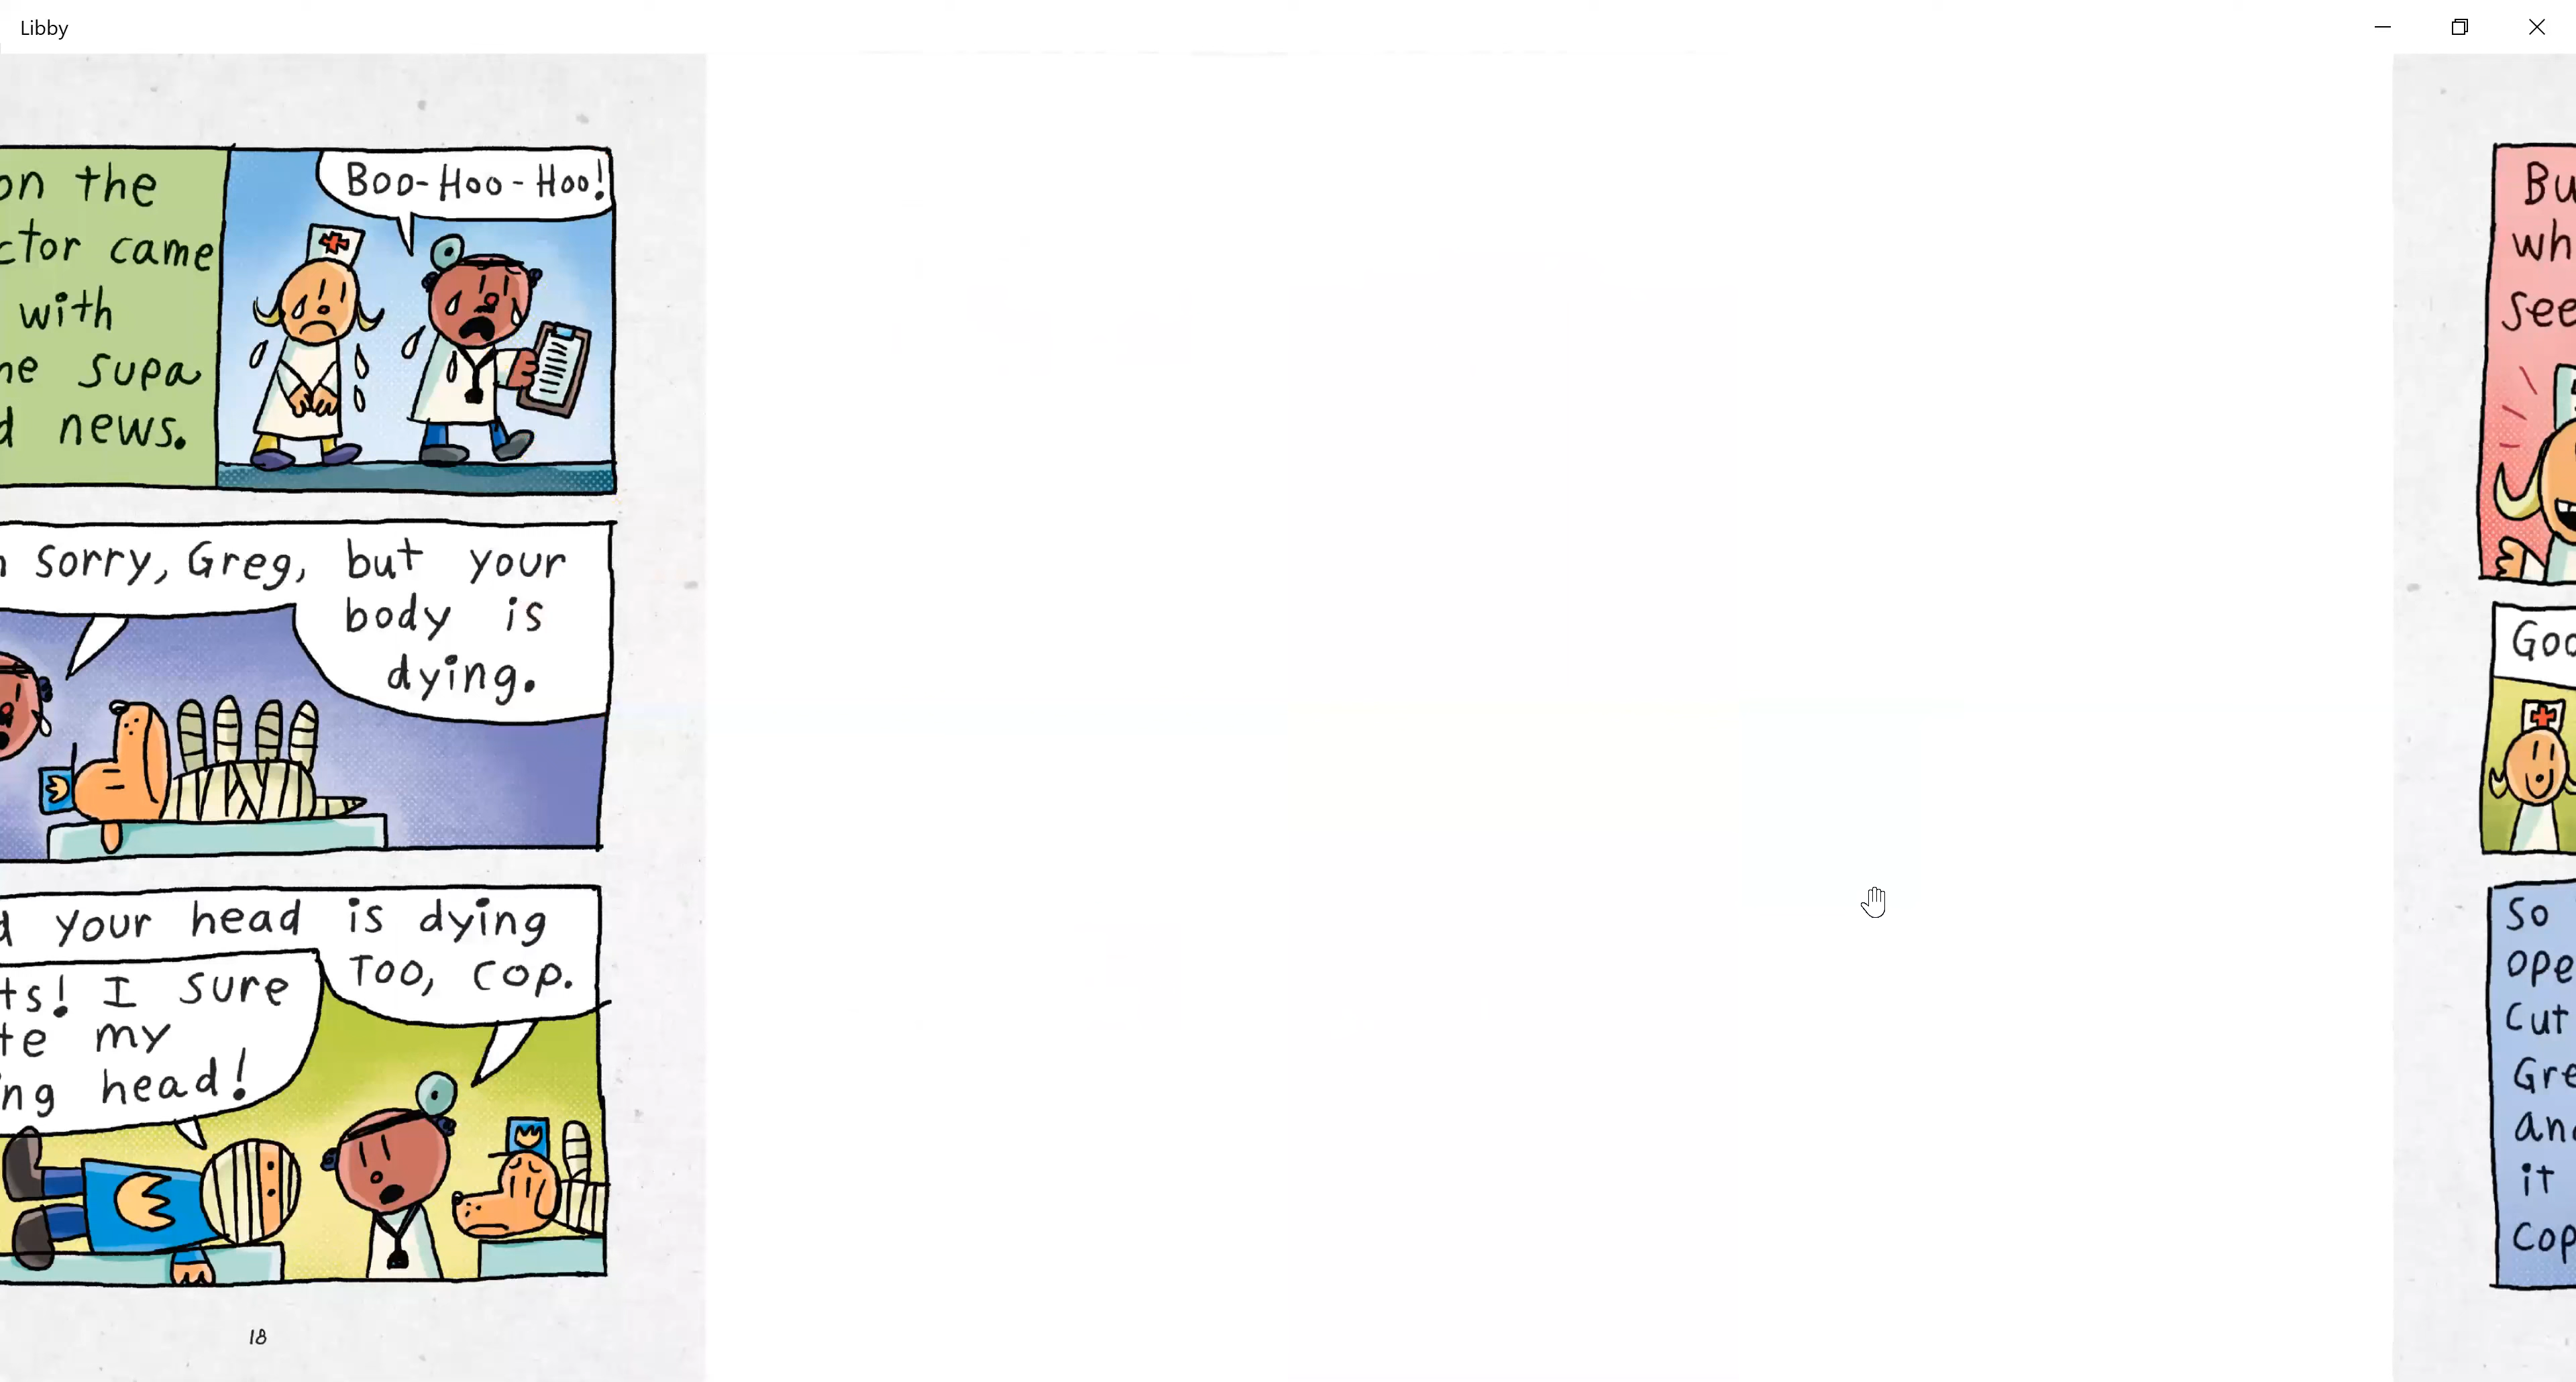 Libby
on the
ctor came
with
he supa
d news.
Boo-Hoo-Hoo!
sorry, Greg, but your
body is
dying.
d your head is dying
Too, cop.
ts! I sure
te my
ng head!
18
Bu
wh
see
Goo
So
ope
cut
Gre
and
it
cop